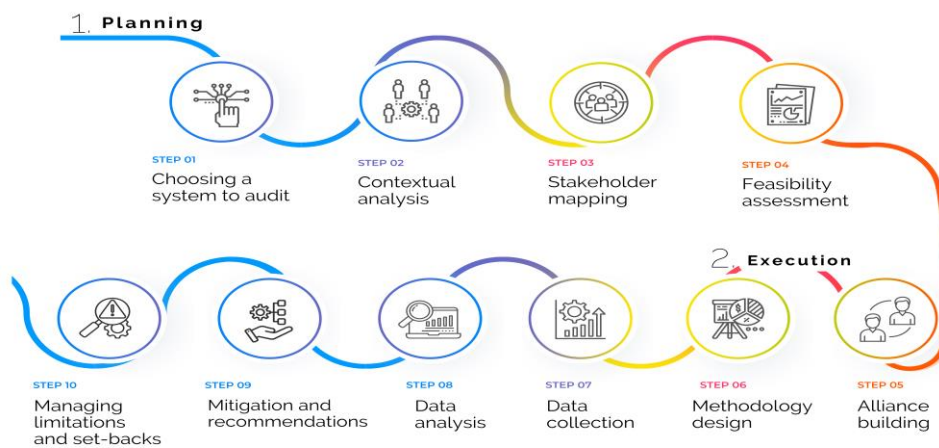 1. Planning
STEP 01
Choosing a
system to audit
STEP 02
Contextual
analysis
STEP 03
Stakeholder
mapping
STEP 04
Feasibility
assessment
2. Execution
STEP 10
Managing
limitations
and set-backs
STEP 09
Mitigation and
recommendations
STEP 08
Data
analysis
STEP 07
Data
collection
STEP 06
Methodology
design
STEP 05
Alliance
building